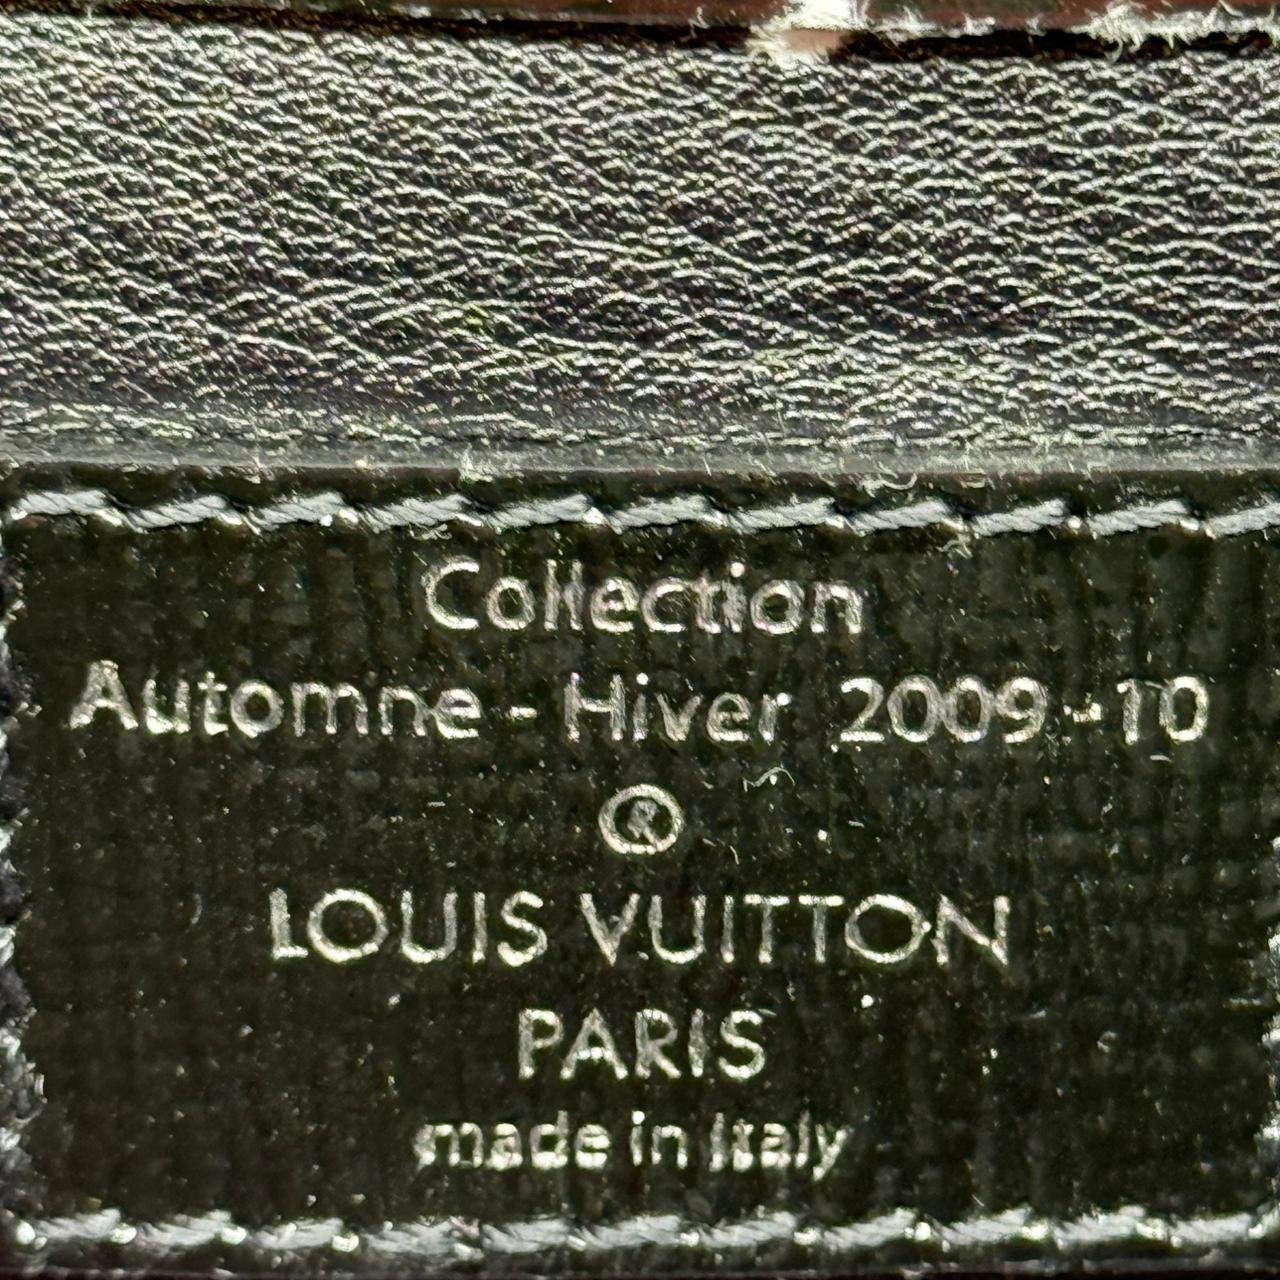 Collection
Automne - Hiver 2009 - 10
®
LOUIS VUITTON
PARIS
made in Italy